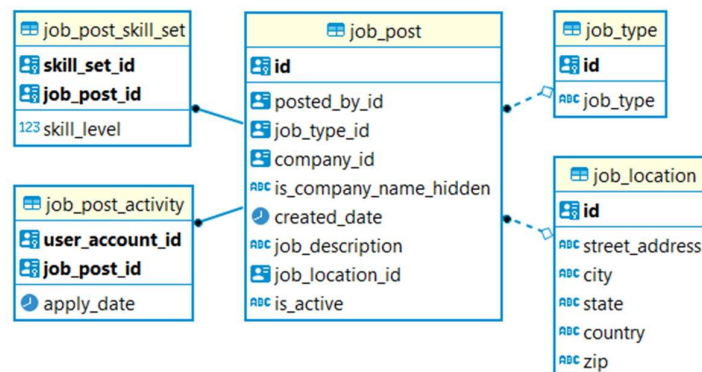 job_post_skill_set
skill_set_id
job_post_id
123 skill_level
job_post_activity
user_account_id
job_post_id
apply_date
job_post
id
posted_by_id
job_type_id
company_id
ABC is_company_name_hidden
created_date
ABC job_description
job_location_id
ABC is_active
job_type
id
ABC job_type
job_location
id
ABC street_address
ABC city
ABC state
ABC country
ABC zip